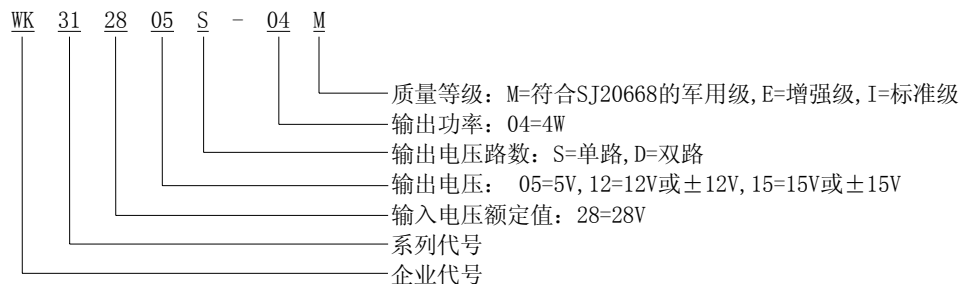 WK 31 28 05 S - 04 M
质量等级：M=符合SJ20668的军用级,E=增强级,I=标准级
输出功率：04=4W
输出电压路数：S=单路,D=双路
输出电压： 05=5V,12=12V或±12V,15=15V或±15V
输入电压额定值：28=28V
系列代号
企业代号